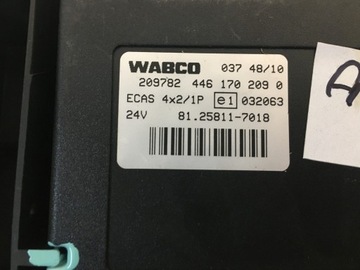 WABCO 037 48/10
209782 446 170 209 0
ECAS 4x2/1P e1 032063
24V 81.25811-7018
A